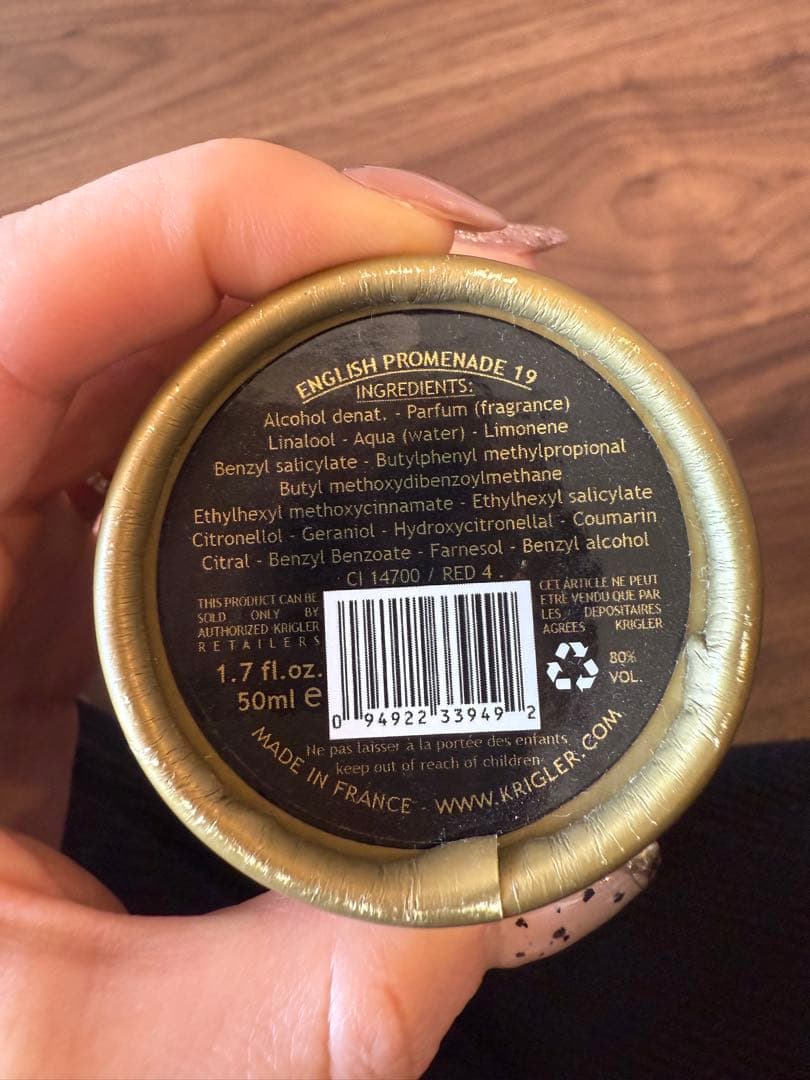 ENGLISH PROMENADE 19
INGREDIENTS:
Alcohol denat. - Parfum (fragrance)
Linalool - Aqua (water) - Limonene
Benzyl salicylate - Butylphenyl methylpropional
Butyl methoxydibenzoylmethane
Ethylhexyl methoxycinnamate - Ethylhexyl salicylate
Citronellol - Geraniol - Hydroxycitronellal - Coumarin
Citral - Benzyl Benzoate - Farnesol - Benzyl alcohol
CI 14700 / RED 4 .
THIS PRODUCT CAN BE
SOLD ONLY BY
AUTHORIZED KRIGLER
RETAILERS
1.7 fl.oz.
50ml e
0 94922 33949 2
CET ARTICLE NE PEUT
ETRE VENDU QUE PAR
LES DEPOSITAIRES
AGREES KRIGLER
80%
VOL.
Ne pas laisser à la portée des enfants
keep out of reach of children
MADE IN FRANCE - WWW.KRIGLER.COM